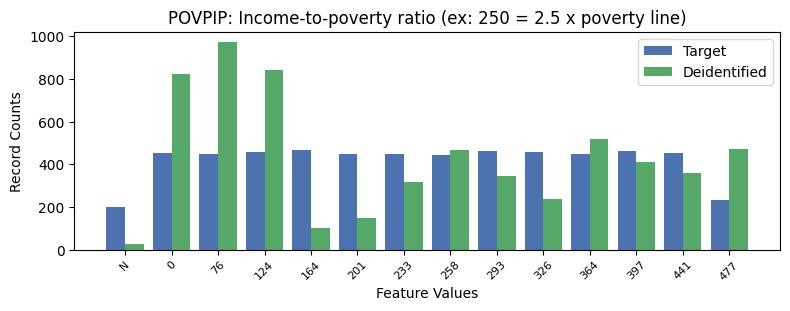 POVPIP: Income-to-poverty ratio (ex: 250 = 2.5 x poverty line)
Target
Deidentified
Record Counts
1000
800
600
400
200
0
N 0 76 124 164 201 233 258 293 326 364 397 441 477
Feature Values